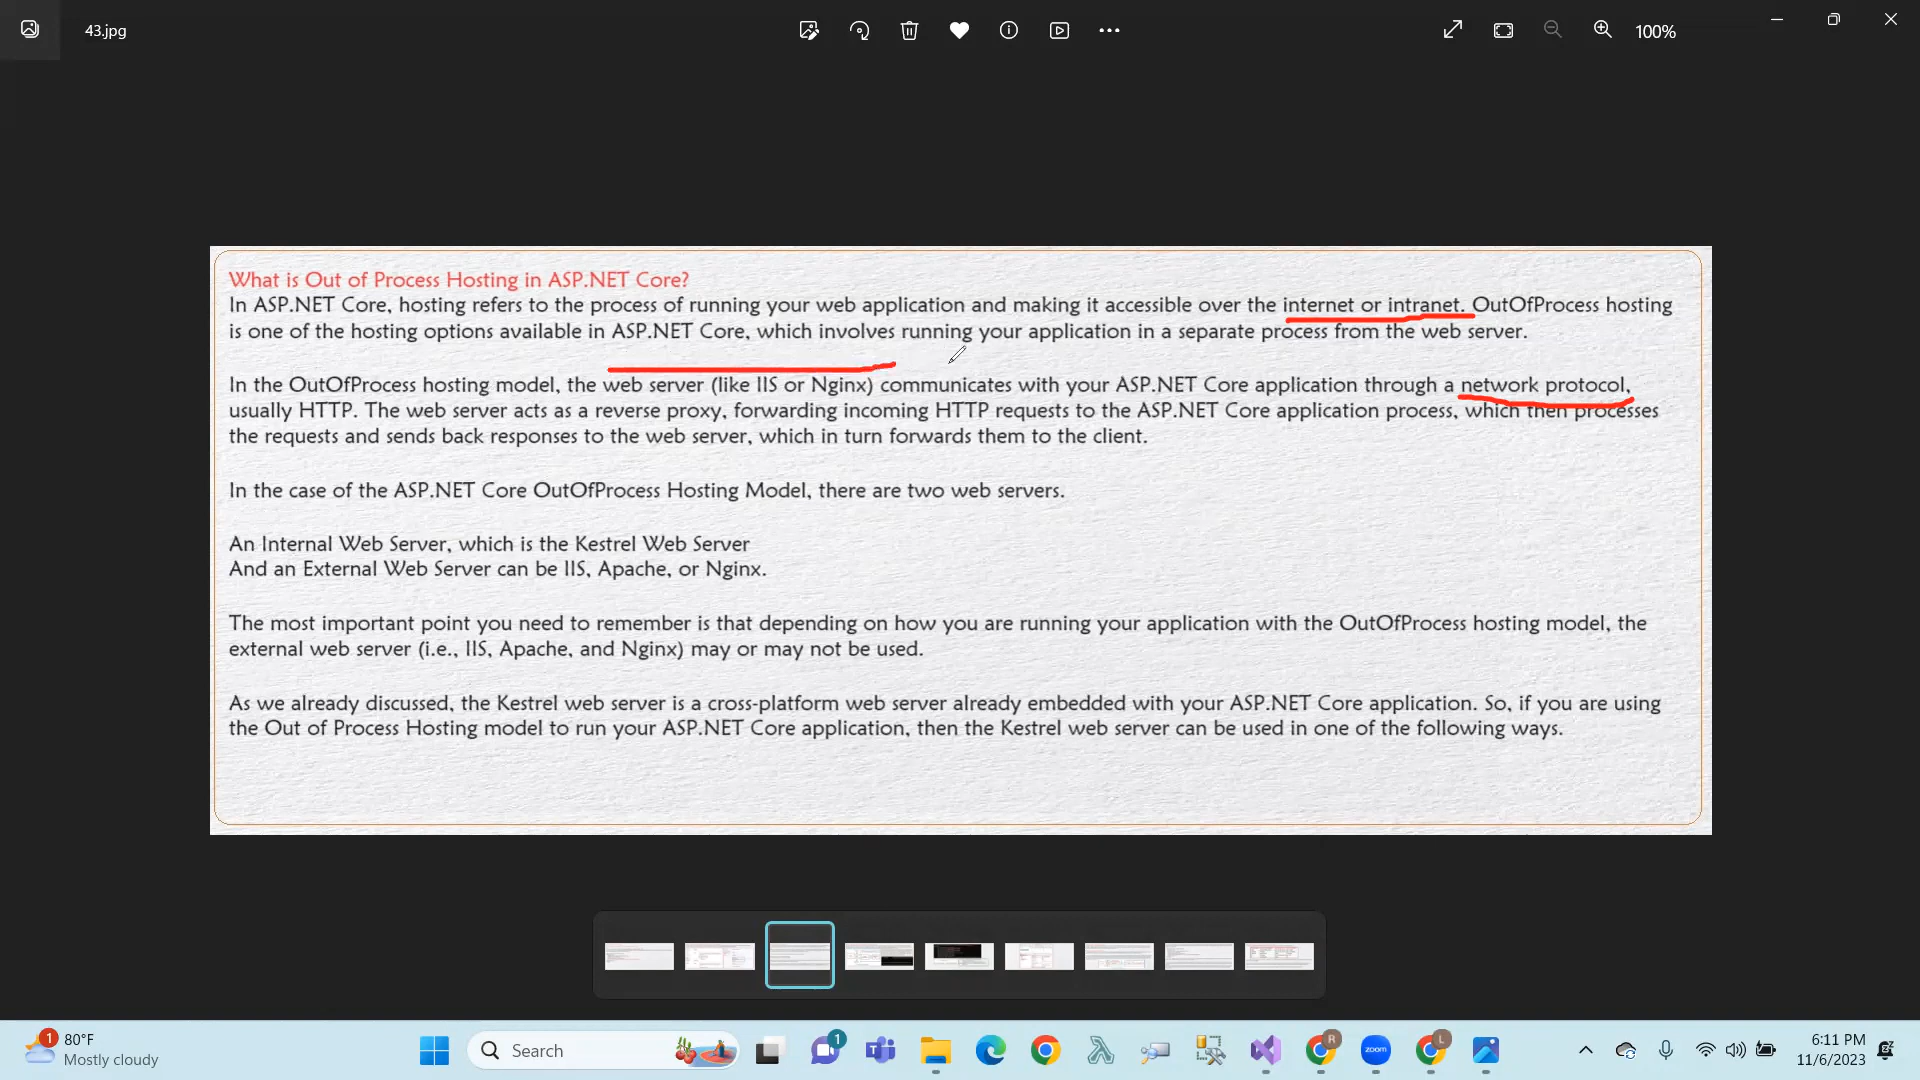 43.jpg
100%
What is Out of Process Hosting in ASP.NET Core?
In ASP.NET Core, hosting refers to the process of running your web application and making it accessible over the internet or intranet. OutOfProcess hosting
is one of the hosting options available in ASP.NET Core, which involves running your application in a separate process from the web server.
In the OutOfProcess hosting model, the web server (like IIS or Nginx) communicates with your ASP.NET Core application through a network protocol,
usually HTTP. The web server acts as a reverse proxy, forwarding incoming HTTP requests to the ASP.NET Core application process, which then processes
the requests and sends back responses to the web server, which in turn forwards them to the client.
In the case of the ASP.NET Core OutOfProcess Hosting Model, there are two web servers.
An Internal Web Server, which is the Kestrel Web Server
And an External Web Server can be IIS, Apache, or Nginx.
The most important point you need to remember is that depending on how you are running your application with the OutOfProcess hosting model, the
external web server (i.e., IIS, Apache, and Nginx) may or may not be used.
As we already discussed, the Kestrel web server is a cross-platform web server already embedded with your ASP.NET Core application. So, if you are using
the Out of Process Hosting model to run your ASP.NET Core application, then the Kestrel web server can be used in one of the following ways.
1
80°F
Mostly cloudy
Search
1
R
zoom
L
6:11 PM
11/6/2023